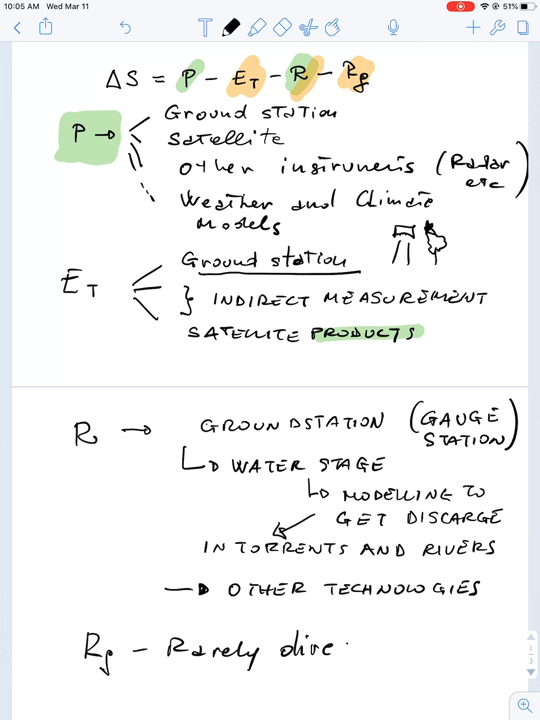 10:05 AM Wed Mar 11
51%
ΔS = P - E_T - R - R_g
P → Ground station
Satellite
Other instruments (Radar etc)
Weather and Climate
Models
E_T Ground station
} INDIRECT MEASUREMENT
SATELLITE PRODUCTS
R → GROUNDSTATION (GAUGE STATION)
WATER STAGE
MODELLING TO
GET DISCARGE
IN TORRENTS AND RIVERS
→ OTHER TECHNOLOGIES
R_g - Rarely dire
1
3